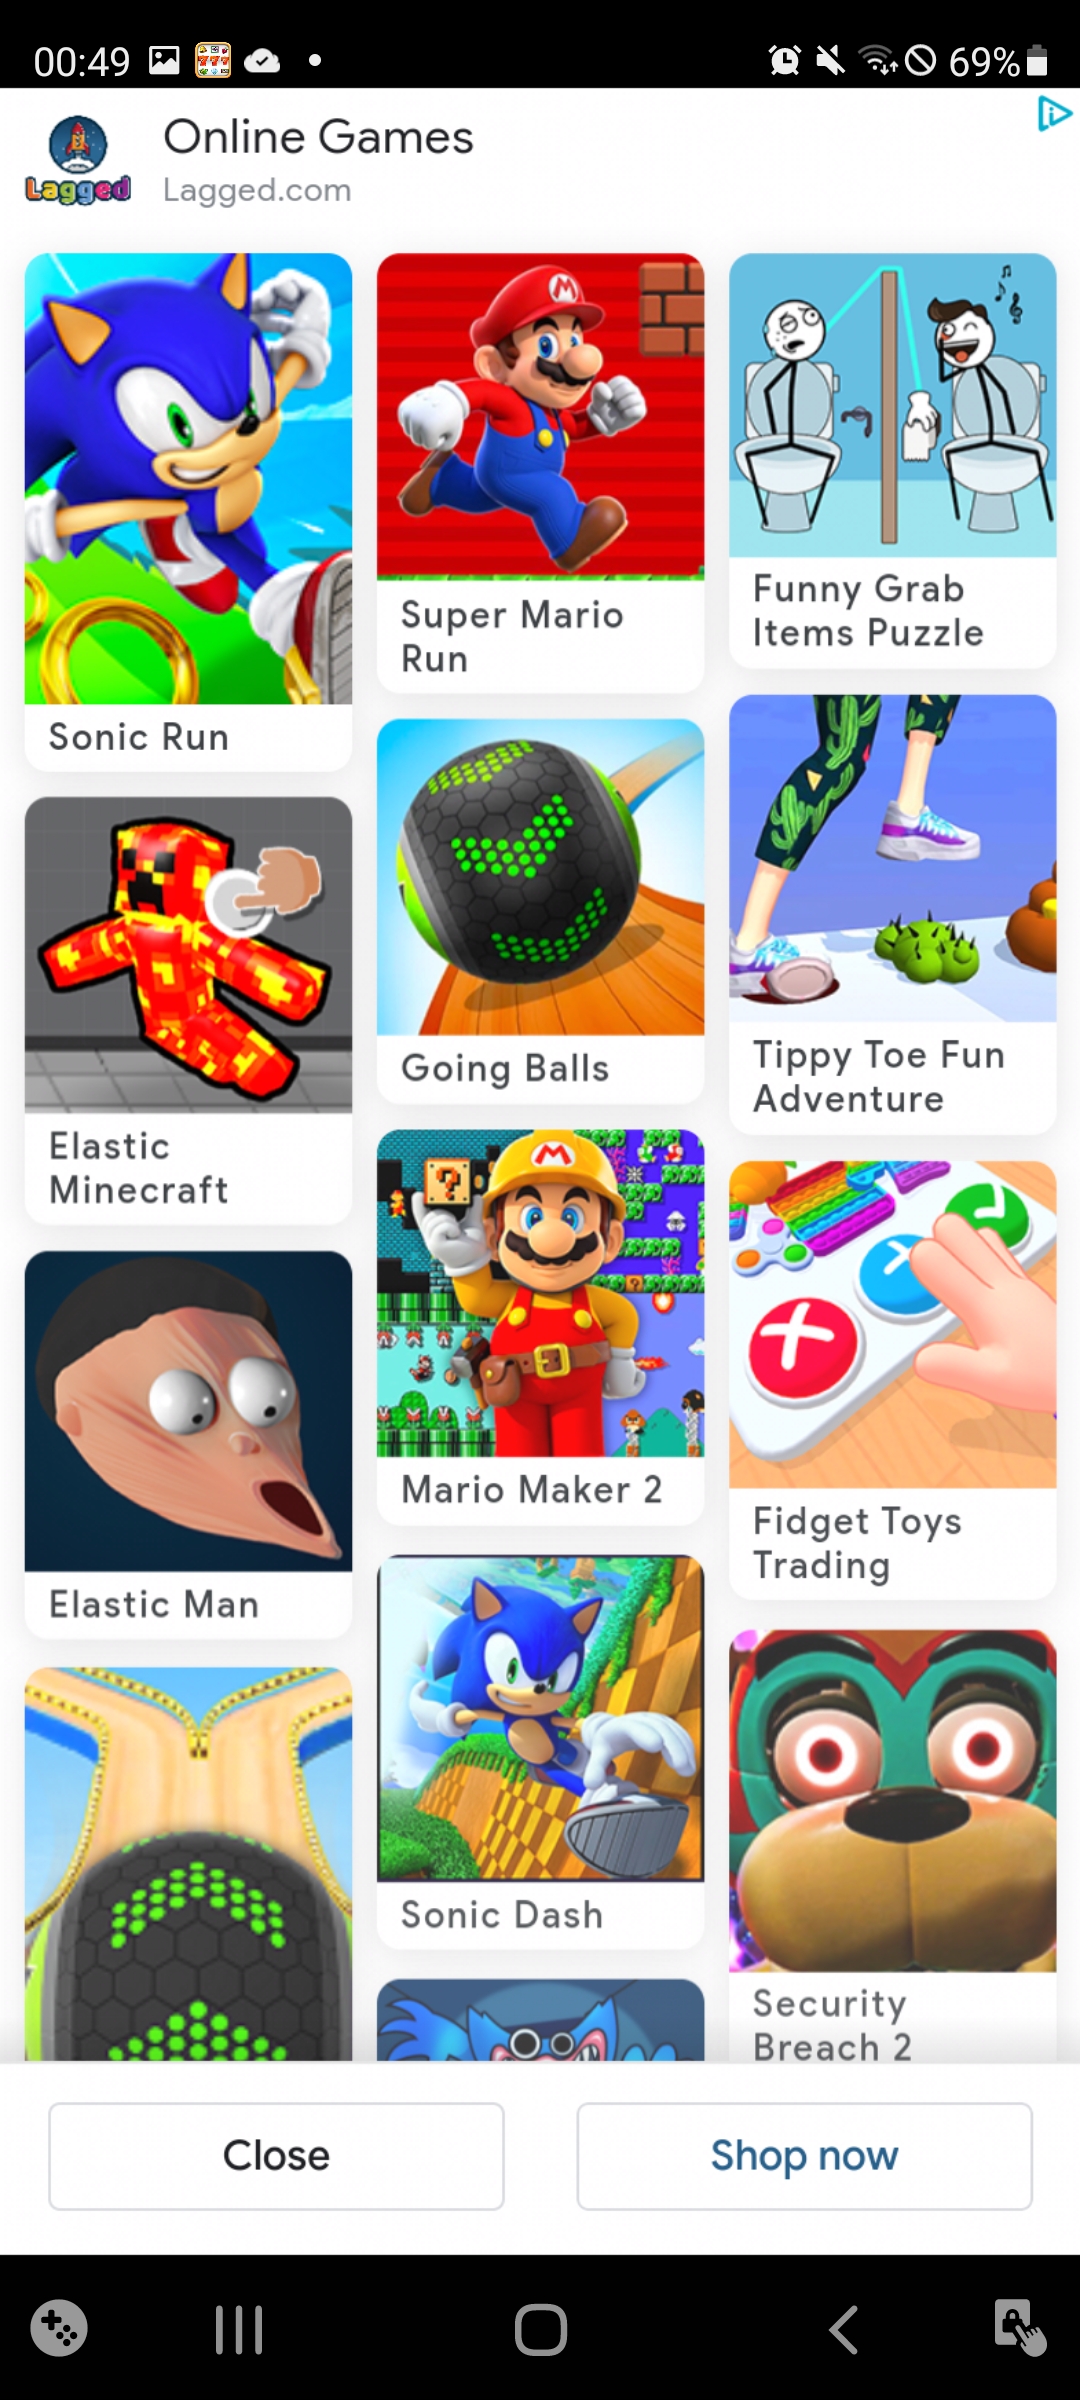 00:49
69%
Online Games
Lagged
Lagged.com
M
Sonic Run
Super Mario
Run
Funny Grab
Items Puzzle
Elastic
Minecraft
Going Balls
Tippy Toe Fun
Adventure
M
?
Elastic Man
Mario Maker 2
Fidget Toys
Trading
Sonic Dash
Security
Breach 2
Close
Shop now